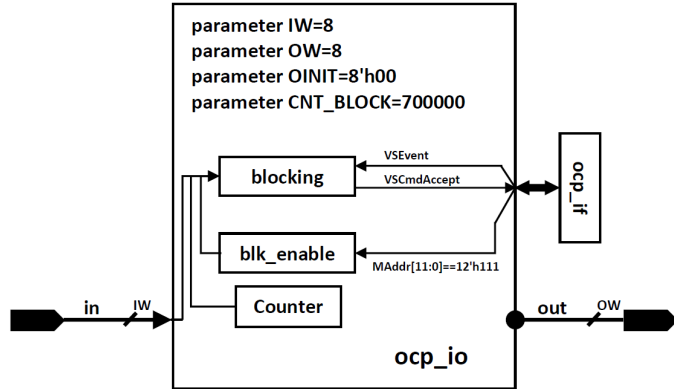 parameter IW=8
parameter OW=8
parameter OINIT=8'h00
parameter CNT_BLOCK=700000
VSEvent
blocking
VSCmdAccept
ocp_if
blk_enable
MAddr[11:0]==12'h111
Counter
in
IW
out
OW
ocp_io